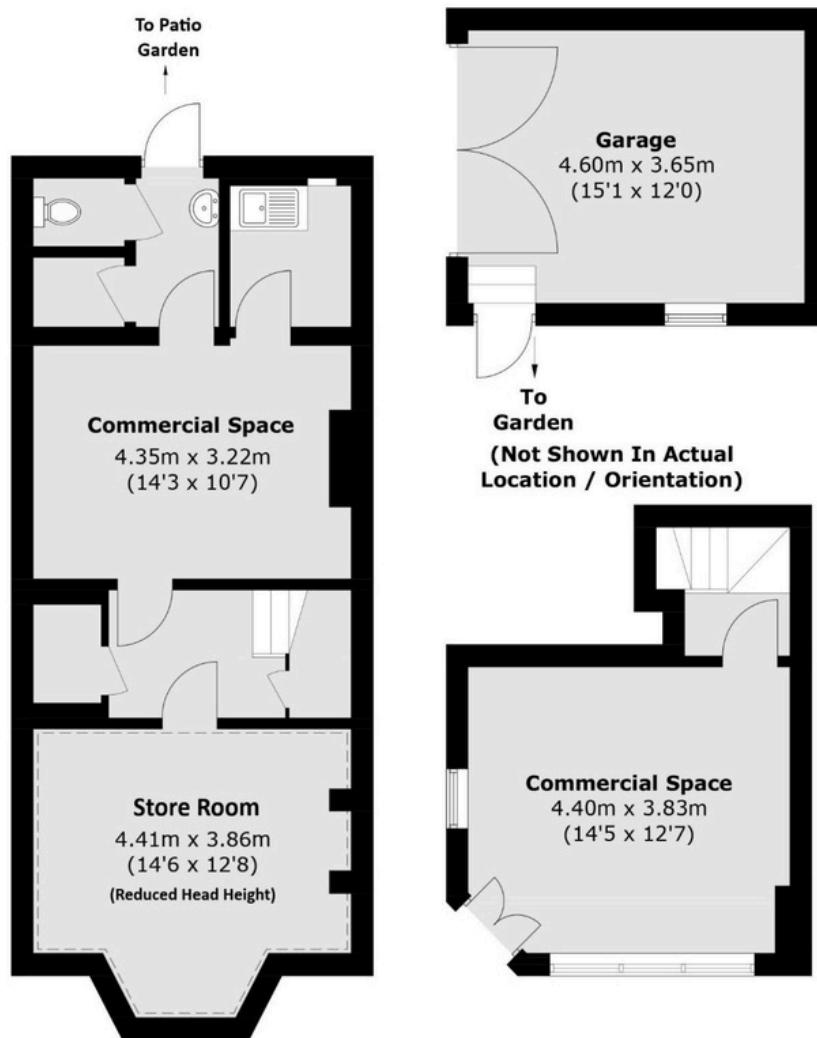 To Patio
Garden
Garage
4.60m x 3.65m
(15'1 x 12'0)
To
Garden
(Not Shown In Actual
Location / Orientation)
Commercial Space
4.35m x 3.22m
(14'3 x 10'7)
Store Room
4.41m x 3.86m
(14'6 x 12'8)
(Reduced Head Height)
Commercial Space
4.40m x 3.83m
(14'5 x 12'7)